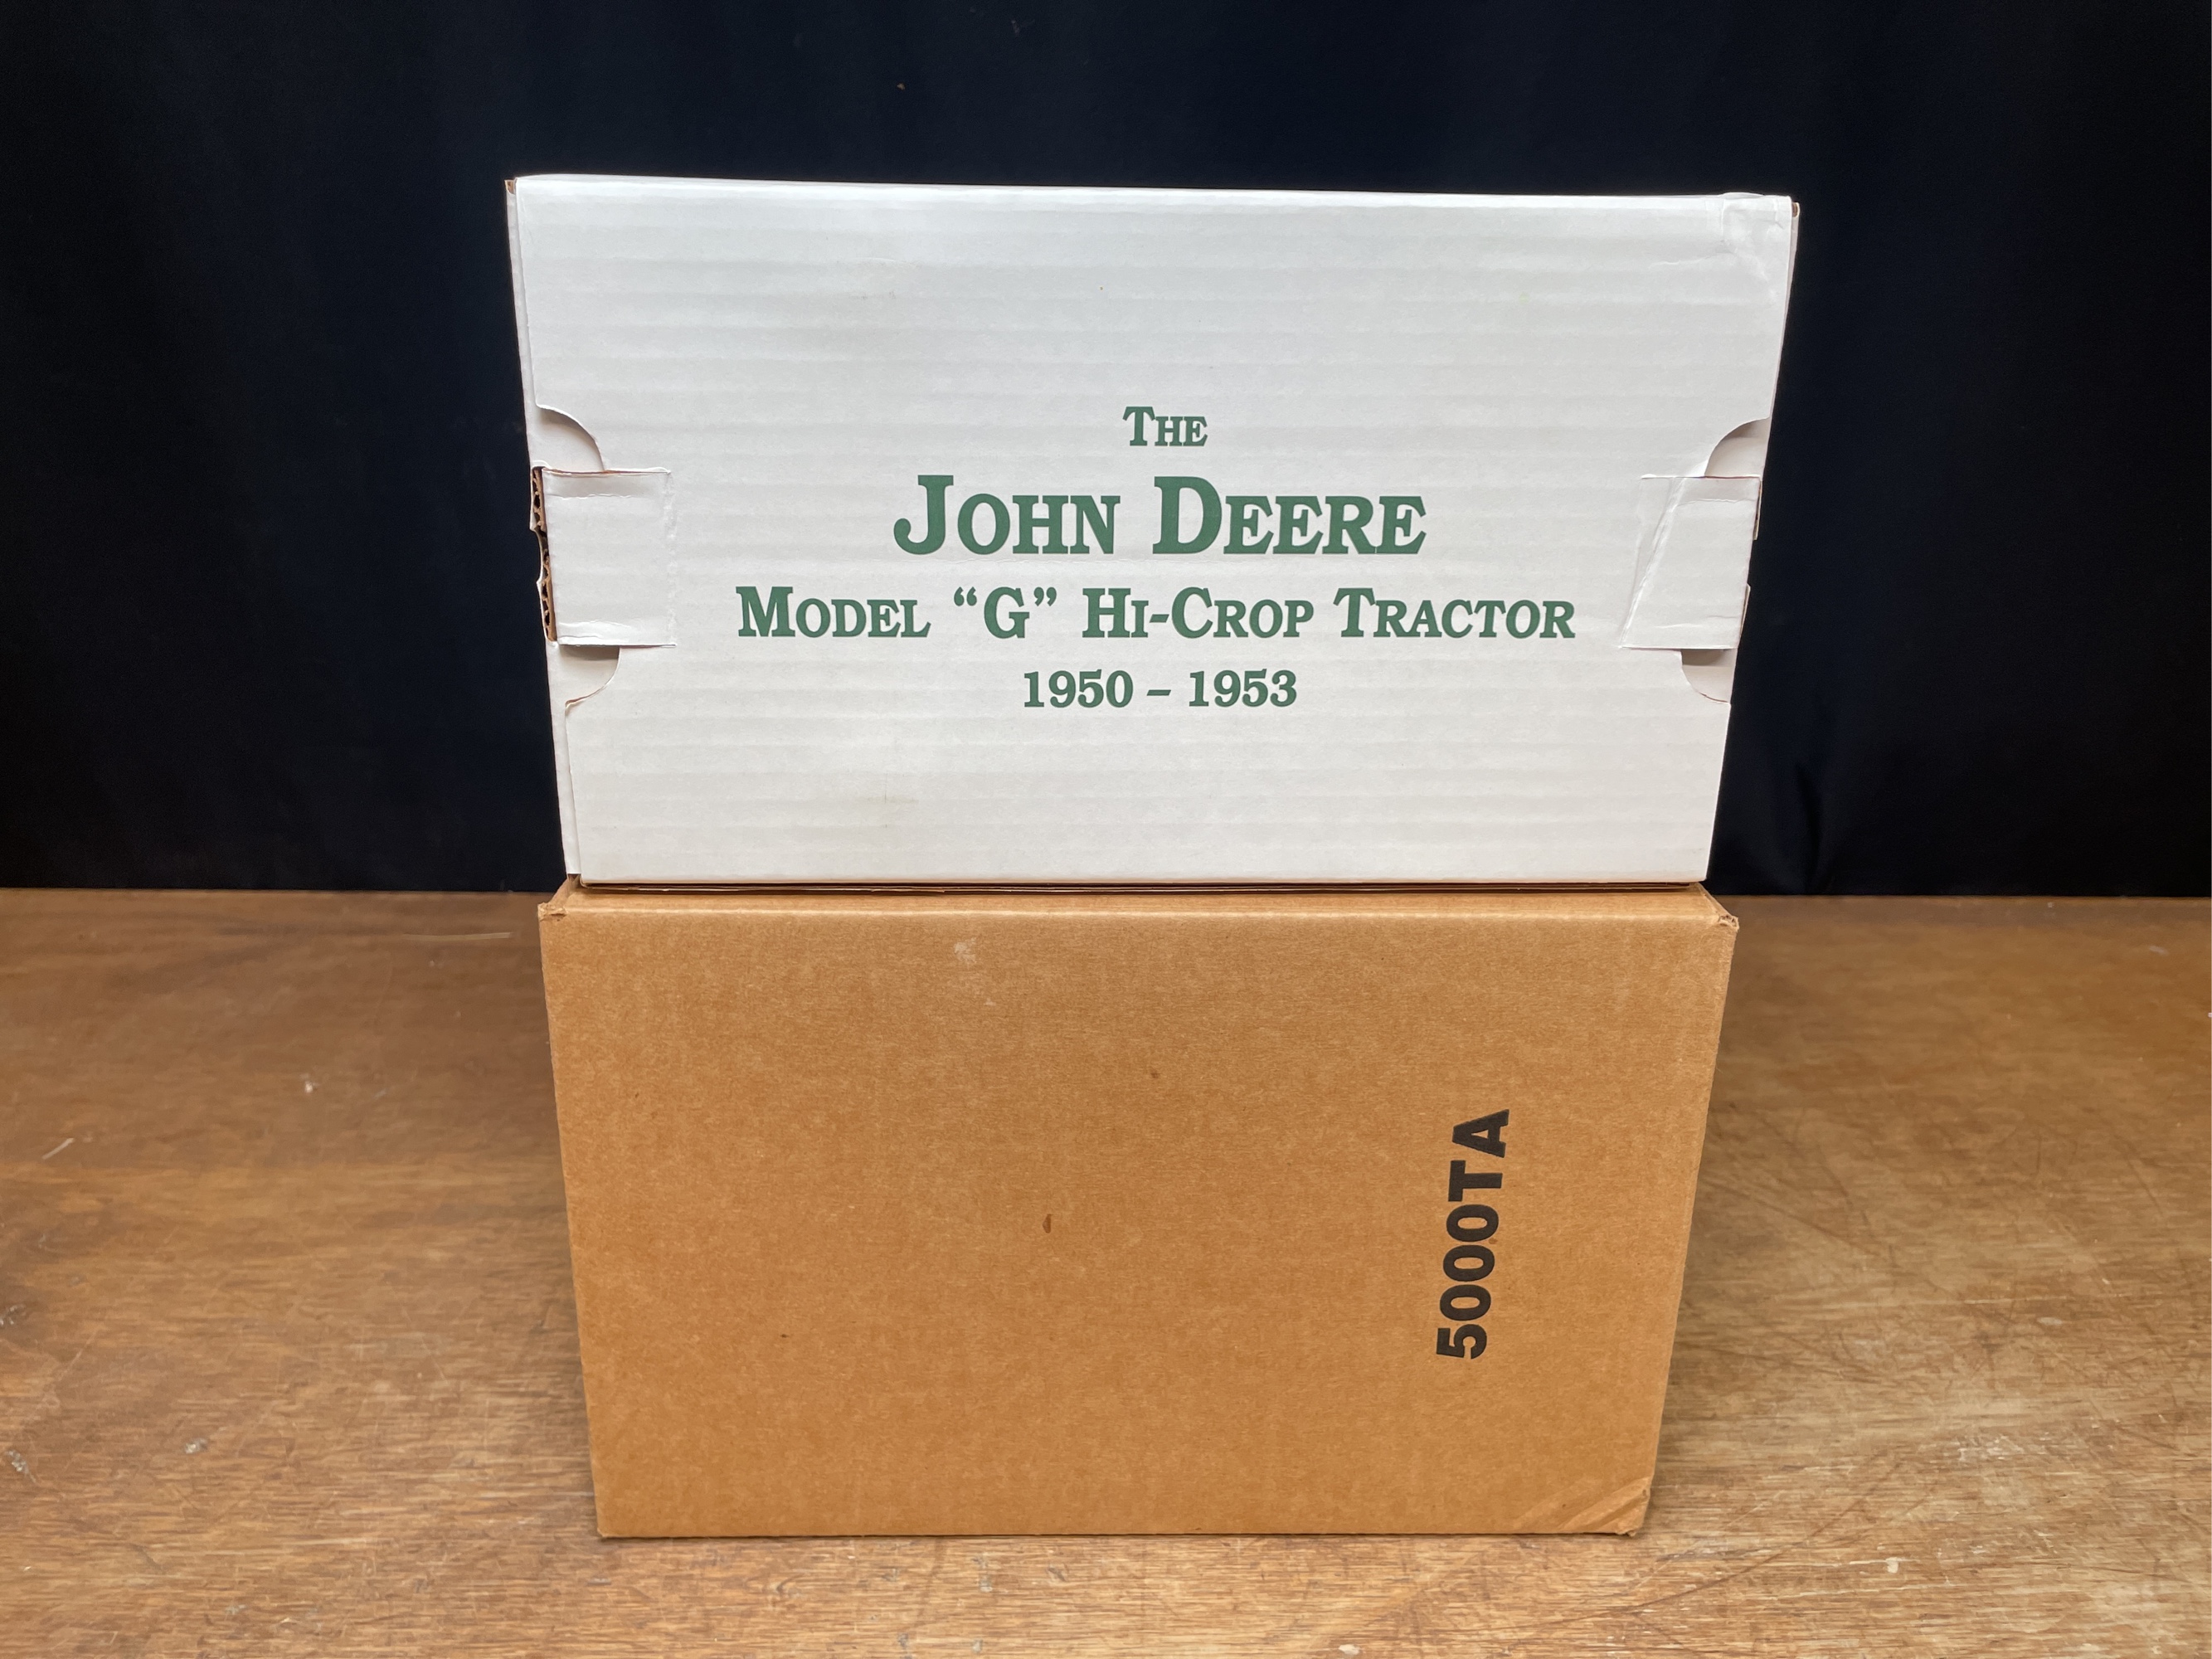 THE
JOHN DEERE
MODEL “G” HI-CROP TRACTOR
1950 – 1953
5000TA